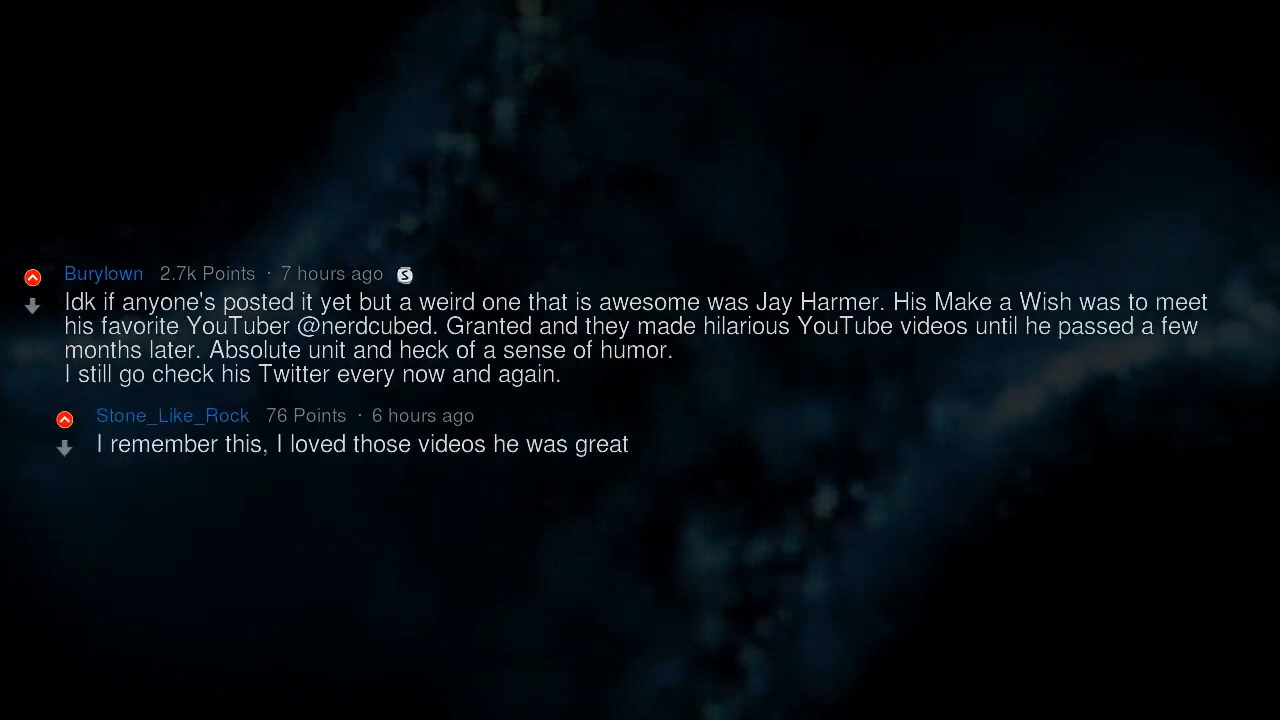 Burylown 2.7k Points · 7 hours ago S
Idk if anyone's posted it yet but a weird one that is awesome was Jay Harmer. His Make a Wish was to meet
his favorite YouTuber @nerdcubed. Granted and they made hilarious YouTube videos until he passed a few
months later. Absolute unit and heck of a sense of humor.
I still go check his Twitter every now and again.
Stone_Like_Rock 76 Points · 6 hours ago
I remember this, I loved those videos he was great